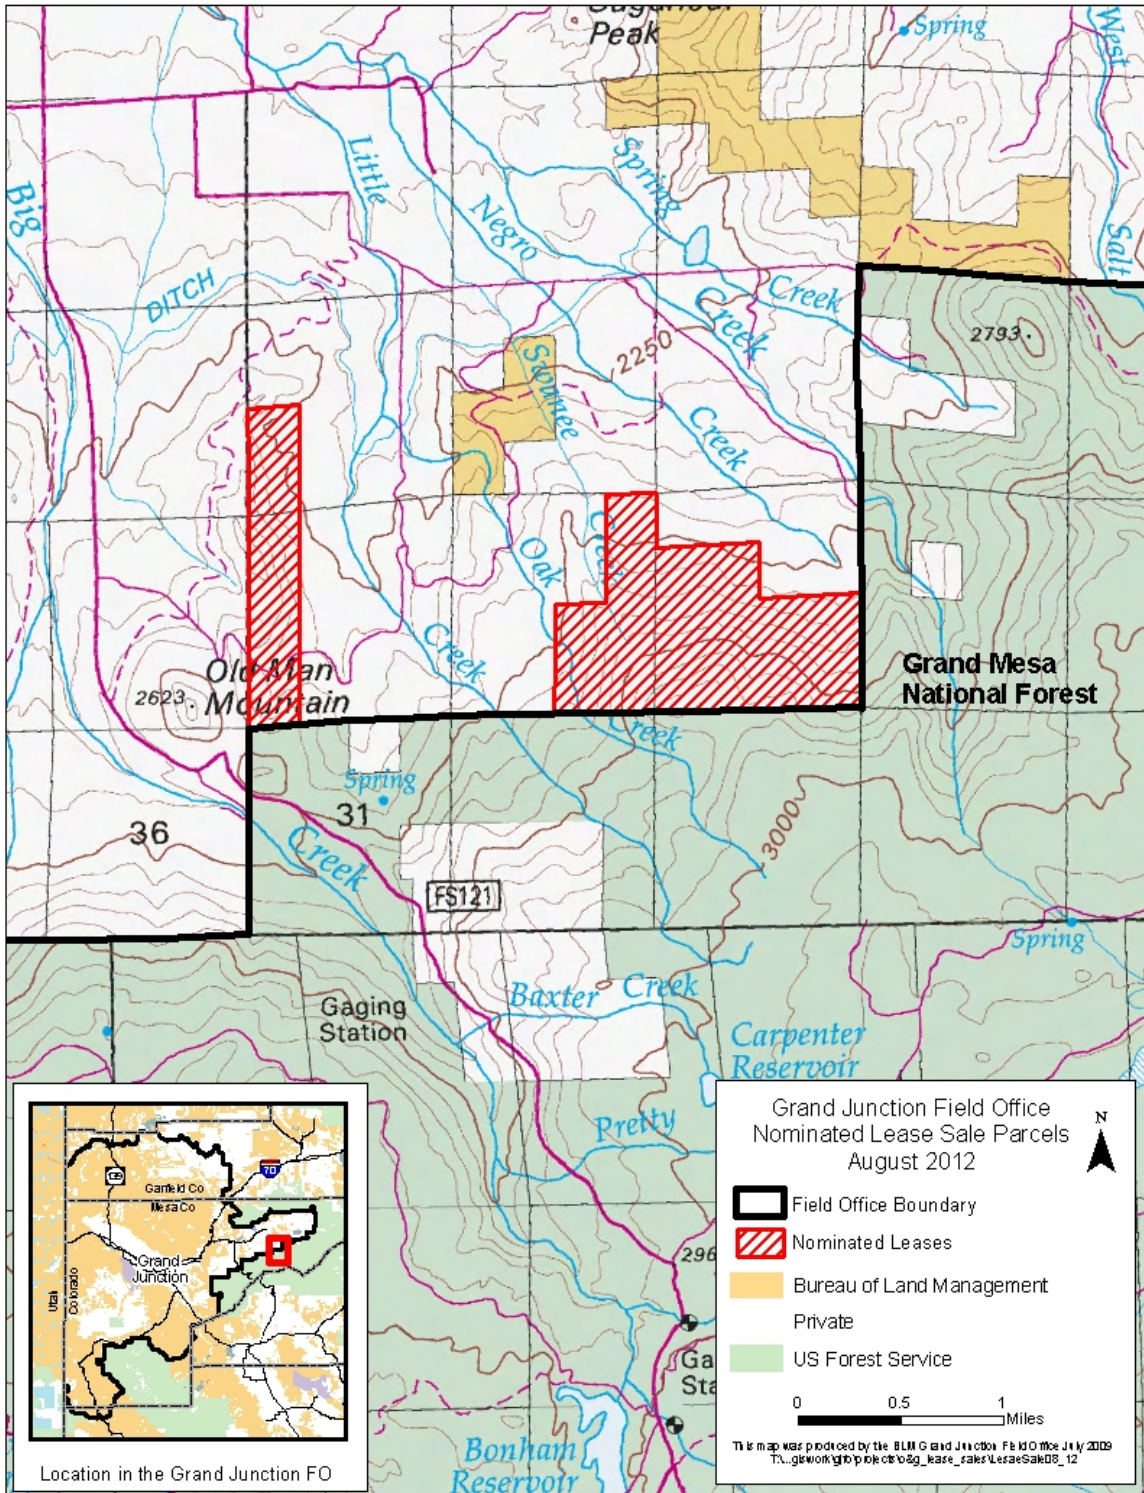 Peak
Spring
West
Little
Spring
Big
Negro
Salt
DITCH
Creek
Creek
2793
2250
Swanee
Creek
Oak
Creek
Creek
Old Man
Mountain
2623
Grand Mesa
National Forest
Creek
Spring
31
36
Creek
3000
FS121
Spring
Baxter Creek
Gaging
Station
Carpenter
Reservoir
Pretty
296
Ga
Sta
Bonham
Reservoir
139
70
Garfield Co
Mesa Co
Grand
Junction
Utah
Colorado
Location in the Grand Junction FO
Grand Junction Field Office
Nominated Lease Sale Parcels
August 2012
N
Field Office Boundary
Nominated Leases
Bureau of Land Management
Private
US Forest Service
0 0.5 1
Miles
This map was produced by the BLM Grand Junction Field Office July 2009